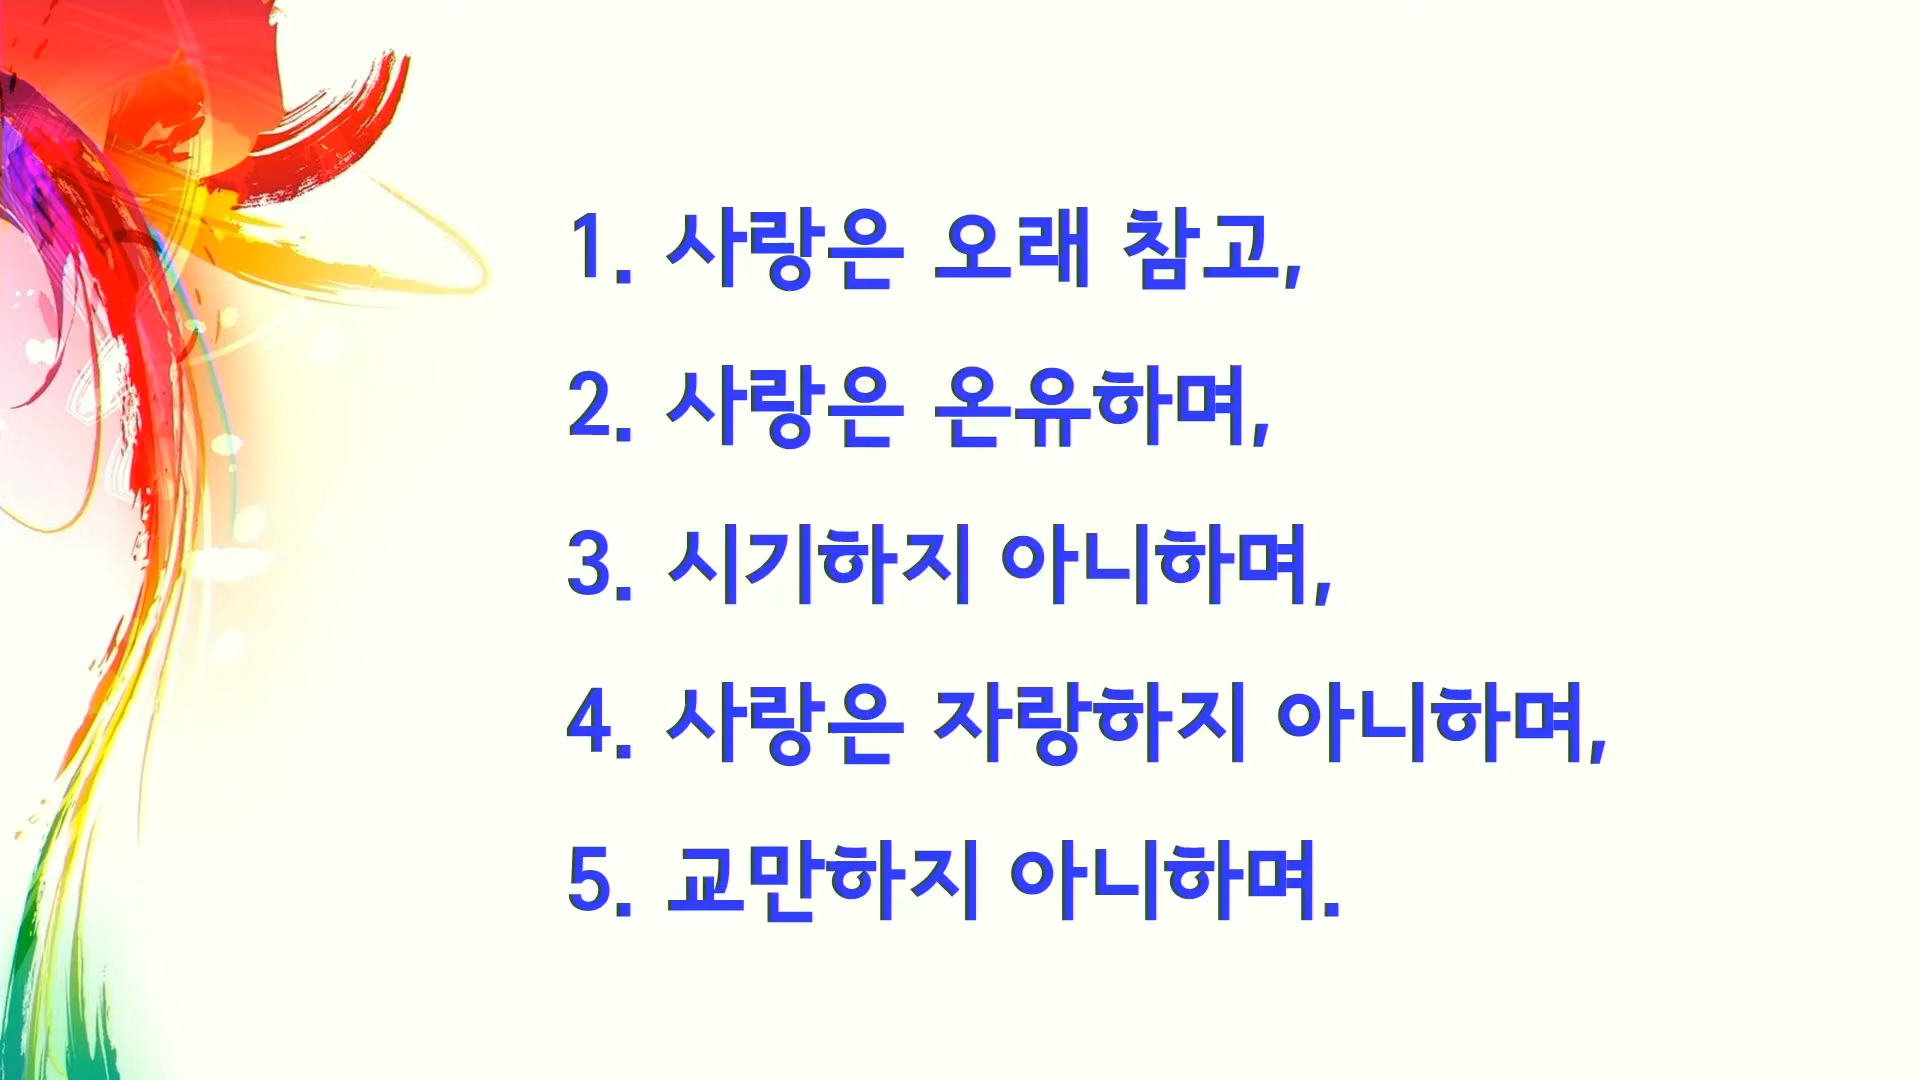 1. 사랑은 오래 참고,
2. 사랑은 온유하며,
3. 시기하지 아니하며,
4. 사랑은 자랑하지 아니하며,
5. 교만하지 아니하며.